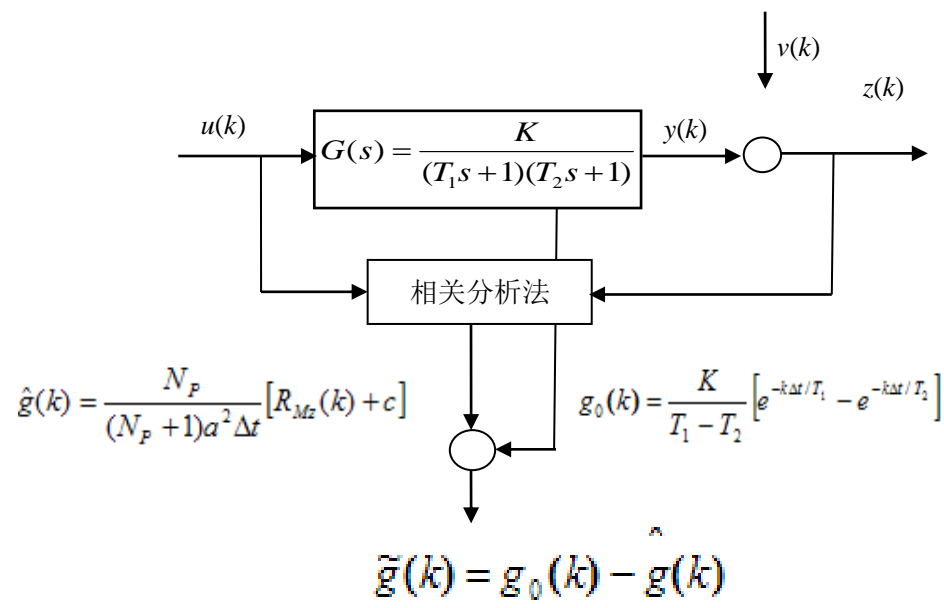 v(k)
z(k)
u(k)
G(s) = K / (T₁s + 1)(T₂s + 1)
y(k)
相关分析法
ĝ(k) = N_P / (N_P + 1)a²Δt [R_Mz(k) + c]
g₀(k) = K / T₁ − T₂ [e^{−kΔt/T₁} − e^{−kΔt/T₂}]
g̃(k) = g₀(k) − ĝ(k)